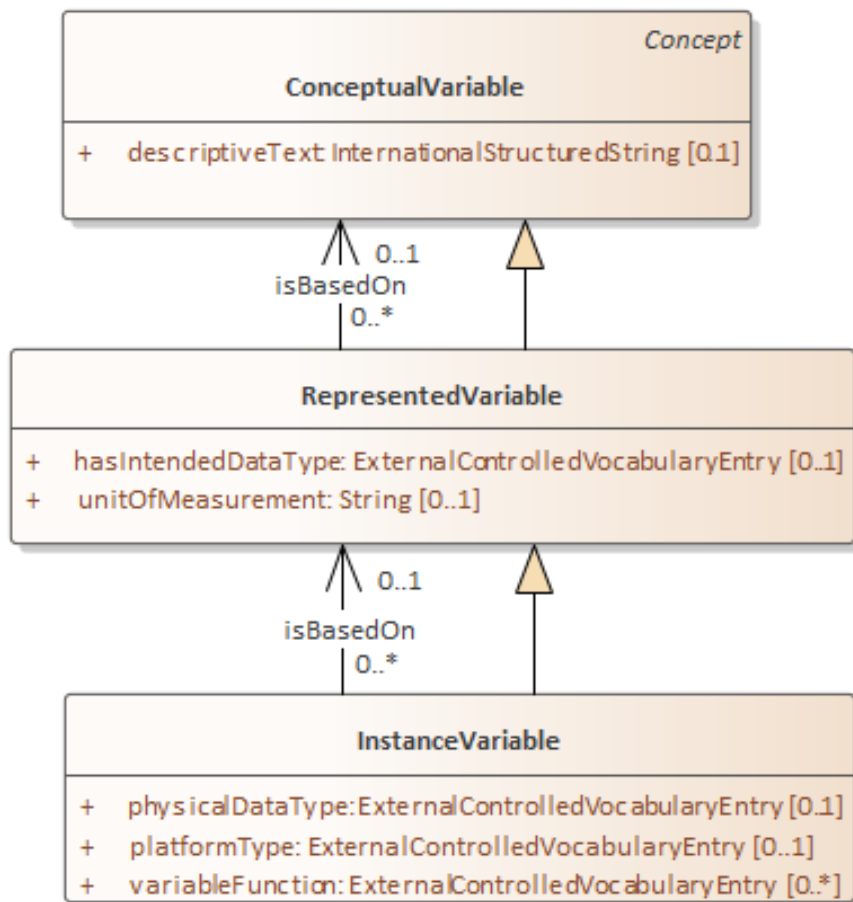 Concept
ConceptualVariable
+ descriptiveText: InternationalStructuredString [0..1]
0..1
isBasedOn
0..*
RepresentedVariable
+ hasIntendedDataType: ExternalControlledVocabularyEntry [0..1]
+ unitOfMeasurement: String [0..1]
0..1
isBasedOn
0..*
InstanceVariable
+ physicalDataType: ExternalControlledVocabularyEntry [0..1]
+ platformType: ExternalControlledVocabularyEntry [0..1]
+ variableFunction: ExternalControlledVocabularyEntry [0..*]